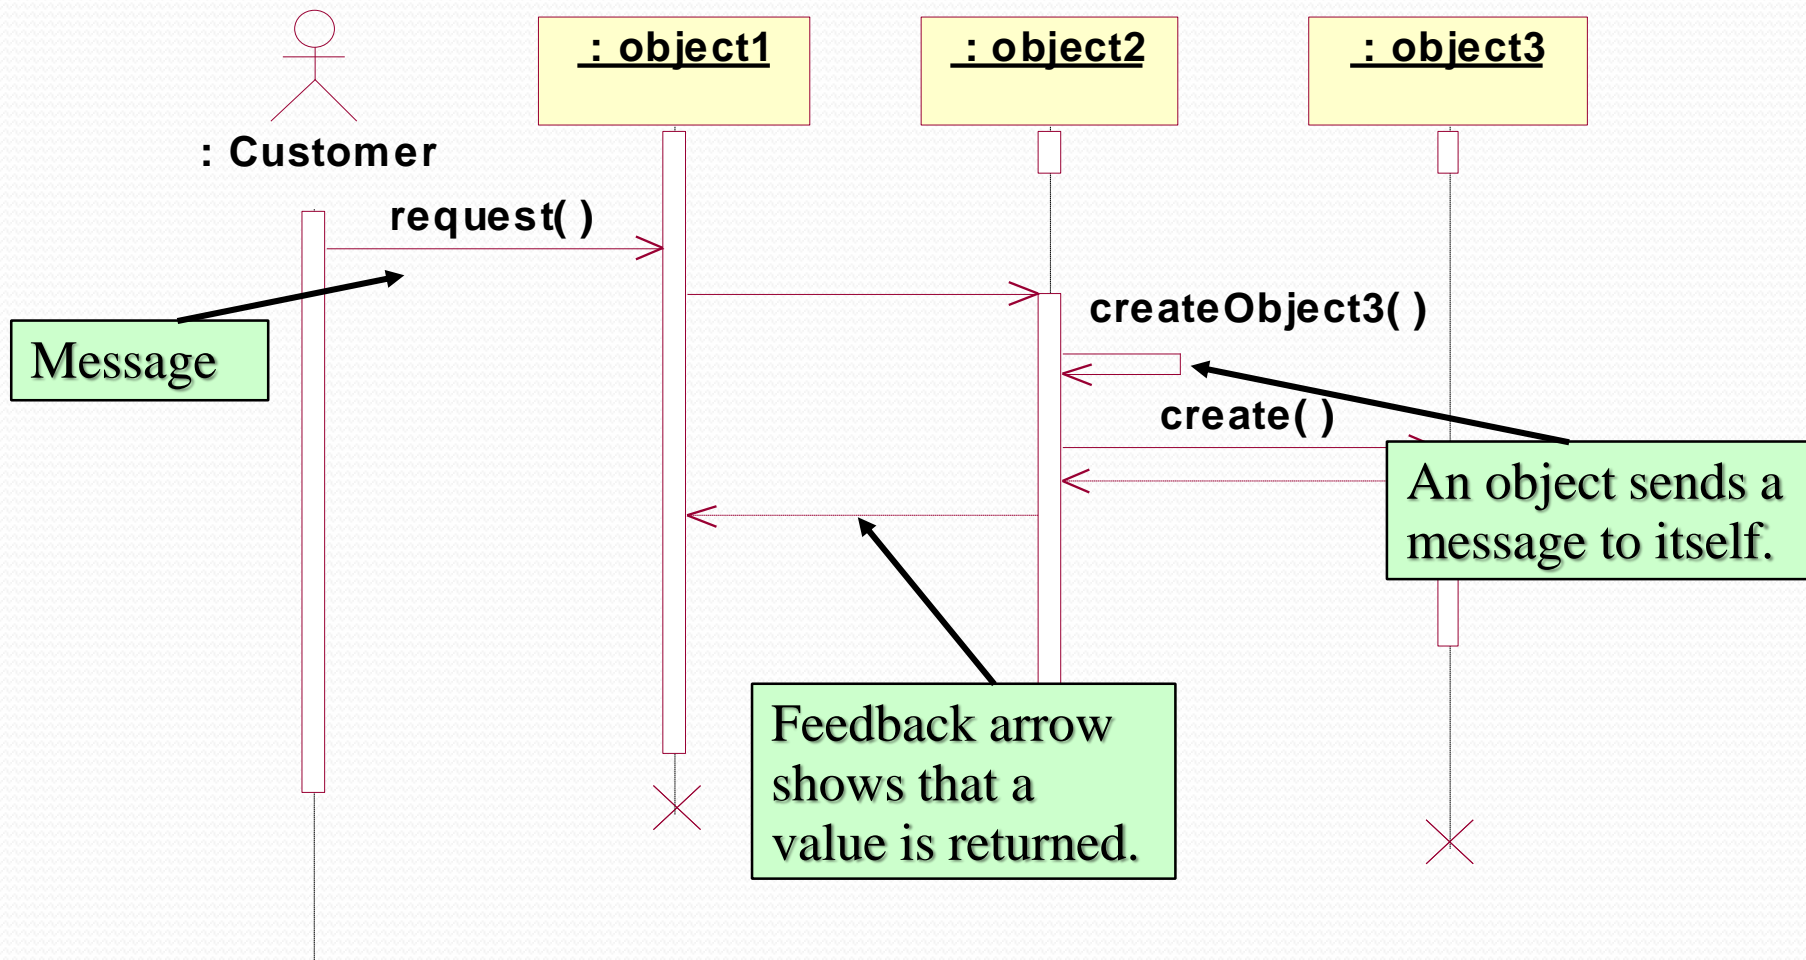 : object1
: object2
: object3
: Customer
request( )
Message
createObject3( )
create( )
An object sends a
message to itself.
Feedback arrow
shows that a
value is returned.